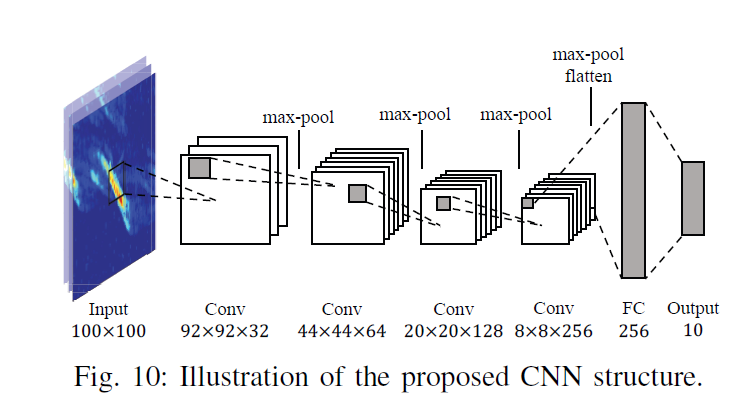 max-pool
flatten
max-pool
max-pool
max-pool
Input
100×100
Conv
92×92×32
Conv
44×44×64
Conv
20×20×128
Conv
8×8×256
FC
256
Output
10
Fig. 10: Illustration of the proposed CNN structure.